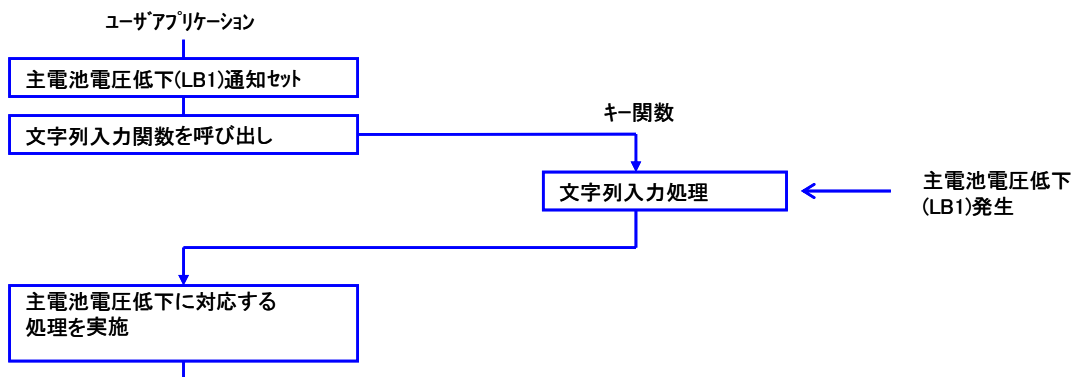 ﾕｰｻﾞｱﾌﾟﾘｹｰｼｮﾝ
主電池電圧低下(LB1)通知ｾｯﾄ
文字列入力関数を呼び出し
ｷｰ関数
文字列入力処理
主電池電圧低下
(LB1)発生
主電池電圧低下に対応する
処理を実施